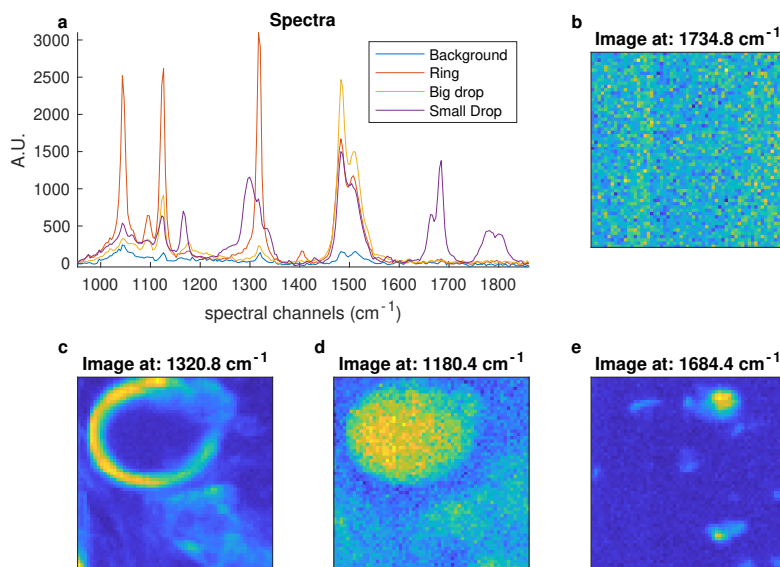 a
Spectra
3000
2500
2000
1500
1000
500
0
A.U.
1000 1100 1200 1300 1400 1500 1600 1700 1800
spectral channels (cm⁻¹)
Background
Ring
Big drop
Small Drop
b
Image at: 1734.8 cm⁻¹
c
Image at: 1320.8 cm⁻¹
d
Image at: 1180.4 cm⁻¹
e
Image at: 1684.4 cm⁻¹